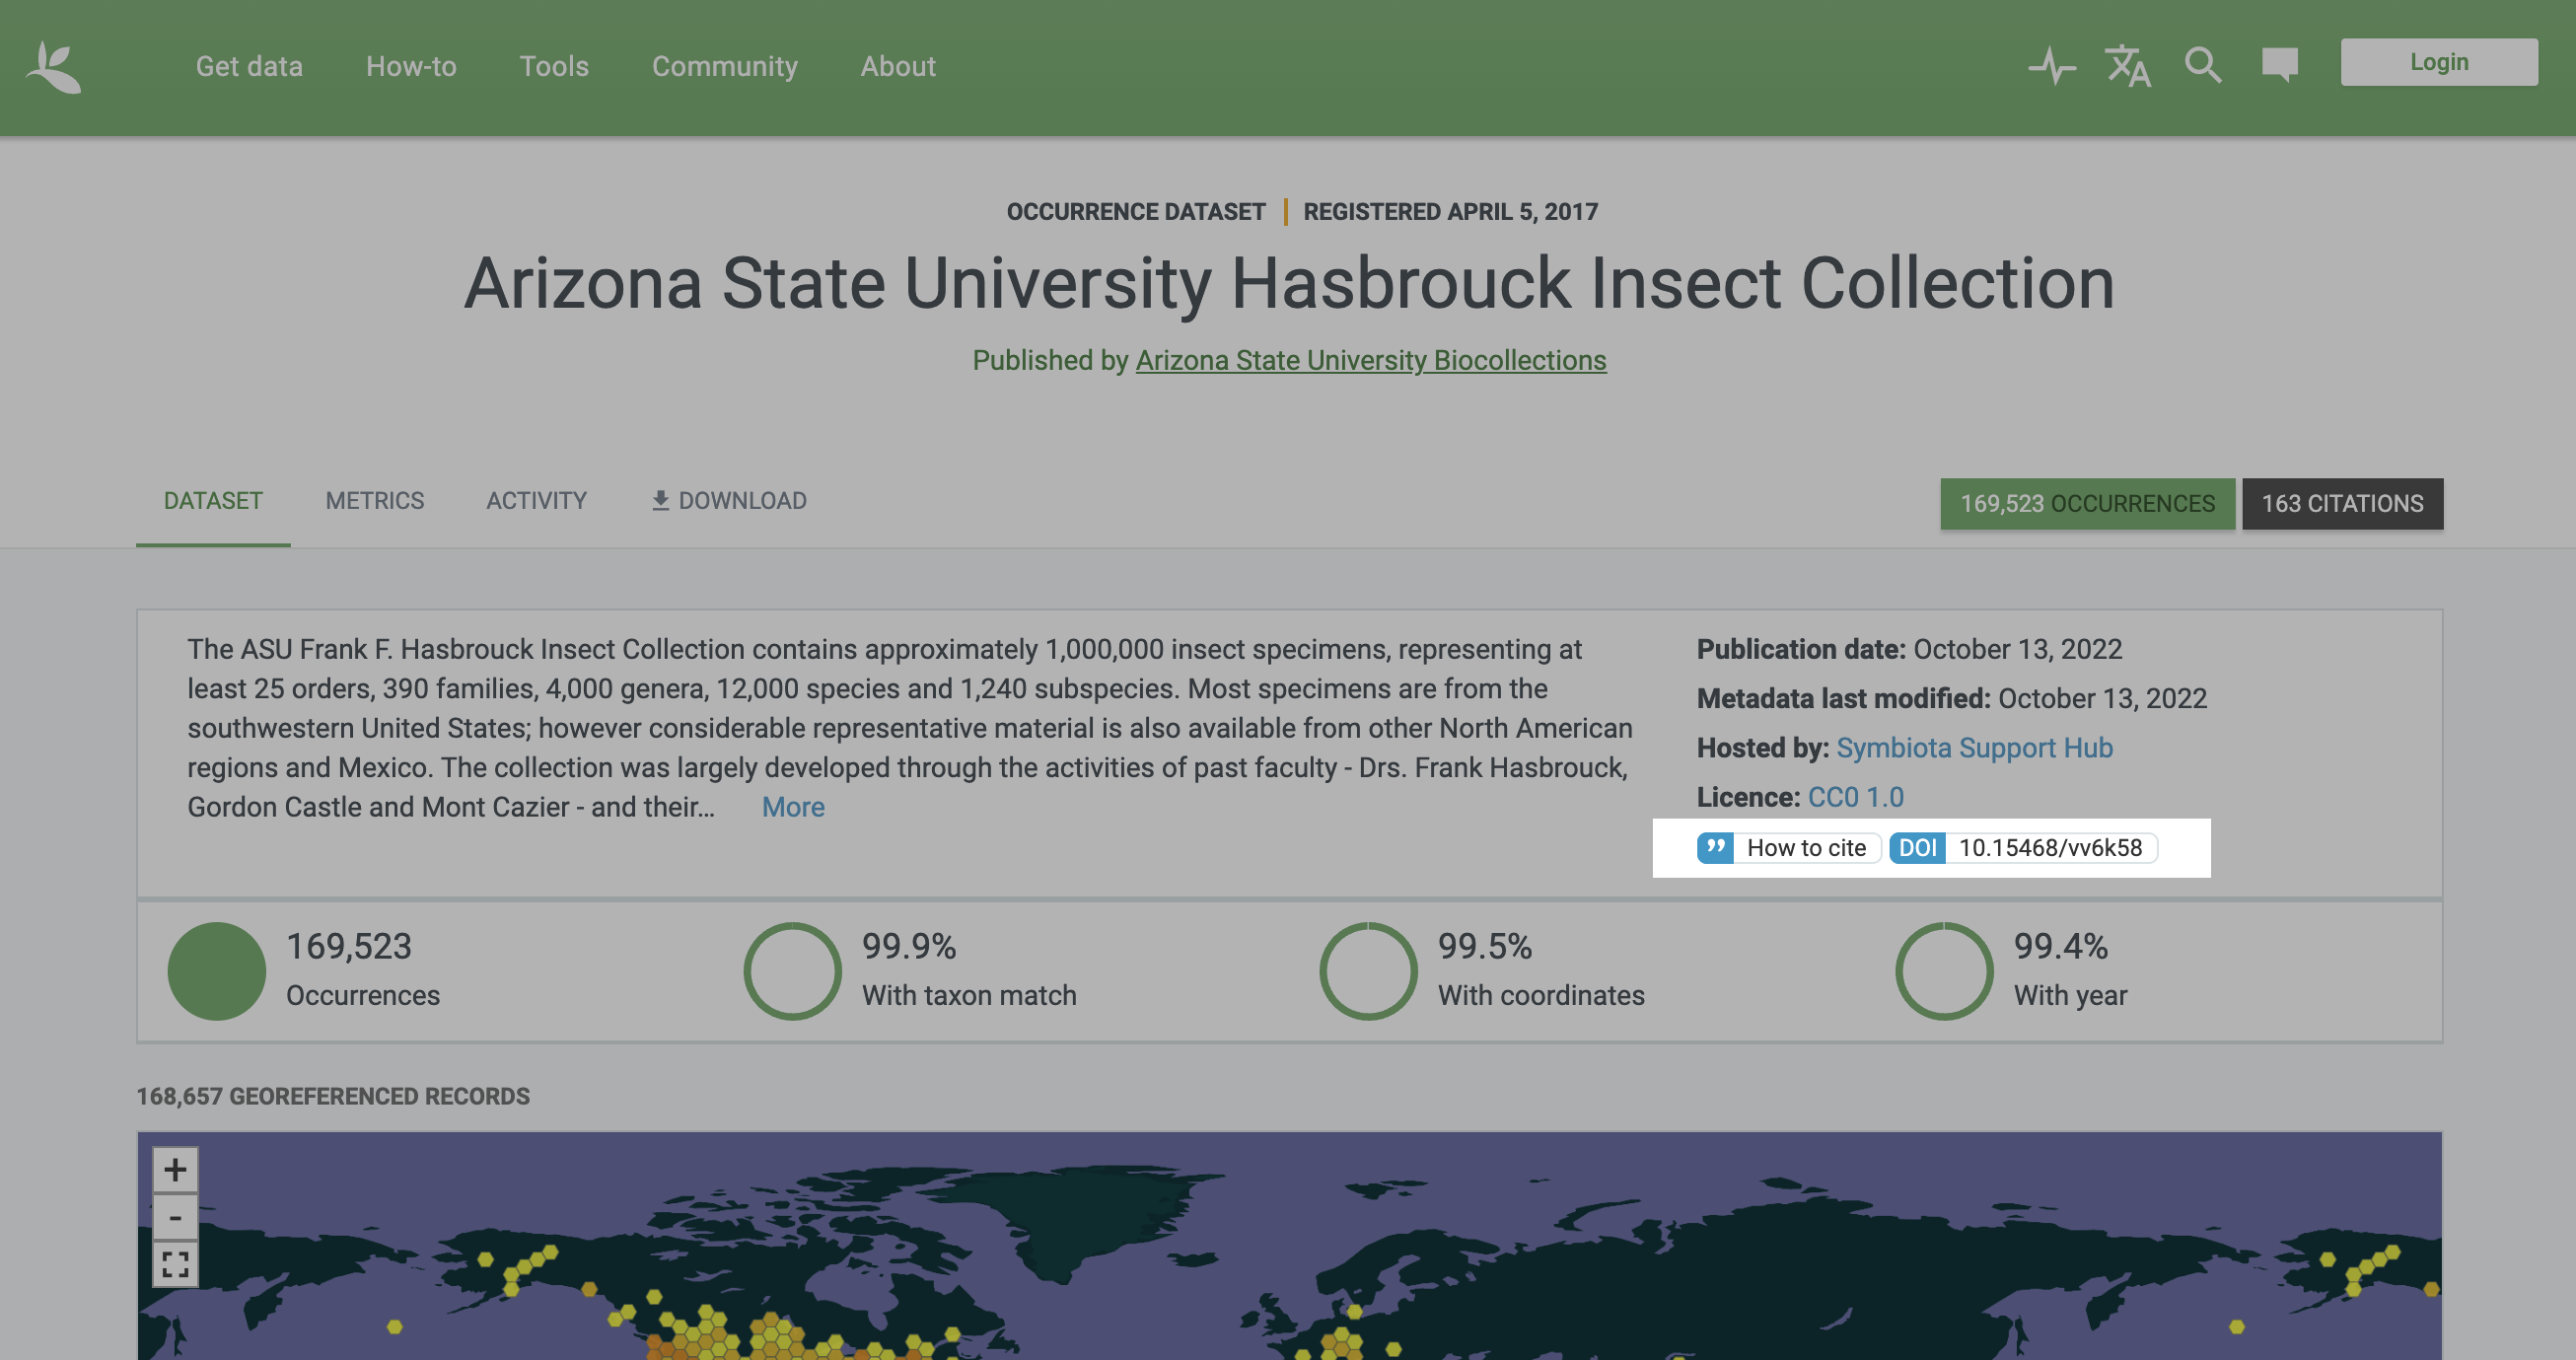 Get data How-to Tools Community About Login
OCCURRENCE DATASET REGISTERED APRIL 5, 2017
Arizona State University Hasbrouck Insect Collection
Published by Arizona State University Biocollections
DATASET METRICS ACTIVITY DOWNLOAD 169,523 OCCURRENCES 163 CITATIONS
The ASU Frank F. Hasbrouck Insect Collection contains approximately 1,000,000 insect specimens, representing at
least 25 orders, 390 families, 4,000 genera, 12,000 species and 1,240 subspecies. Most specimens are from the
southwestern United States; however considerable representative material is also available from other North American
regions and Mexico. The collection was largely developed through the activities of past faculty - Drs. Frank Hasbrouck,
Gordon Castle and Mont Cazier - and their… More
Publication date: October 13, 2022
Metadata last modified: October 13, 2022
Hosted by: Symbiota Support Hub
Licence: CC0 1.0
” How to cite DOI 10.15468/vv6k58
169,523
Occurrences
99.9%
With taxon match
99.5%
With coordinates
99.4%
With year
168,657 GEOREFERENCED RECORDS
+
-